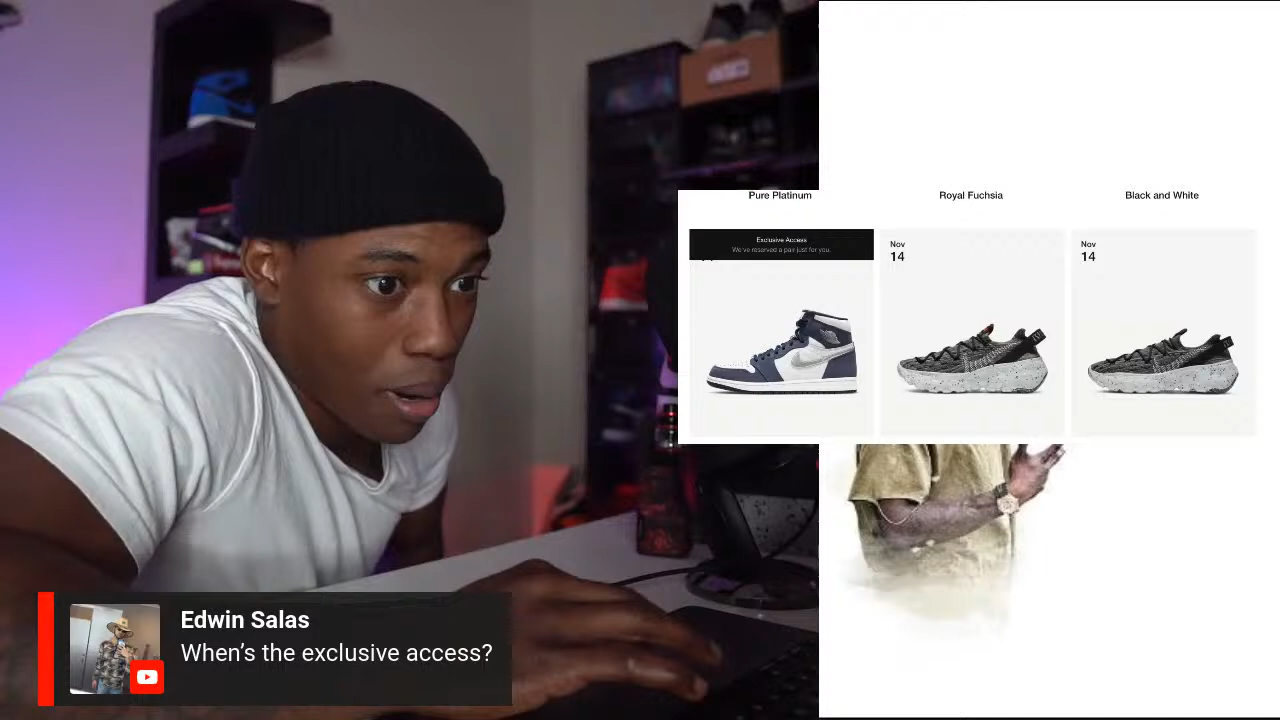 Pure Platinum
Royal Fuchsia
Black and White
Exclusive Access
We've reserved a pair just for you.
Nov
14
Nov
14
Edwin Salas
When's the exclusive access?